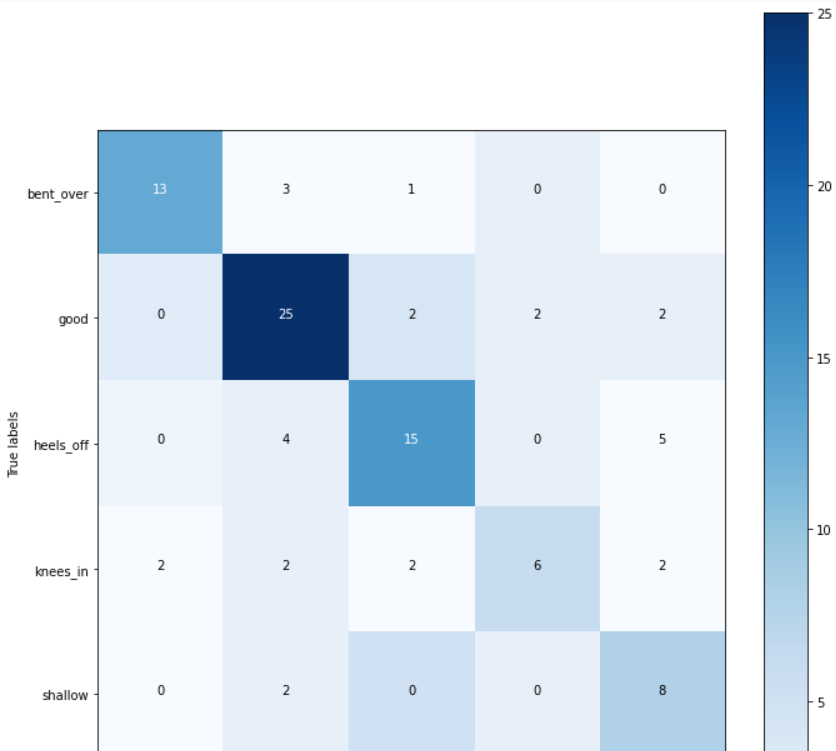 25
bent_over 13 3 1 0 0
20
good 0 25 2 2 2
15
True labels
heels_off 0 4 15 0 5
10
knees_in 2 2 2 6 2
shallow 0 2 0 0 8
5